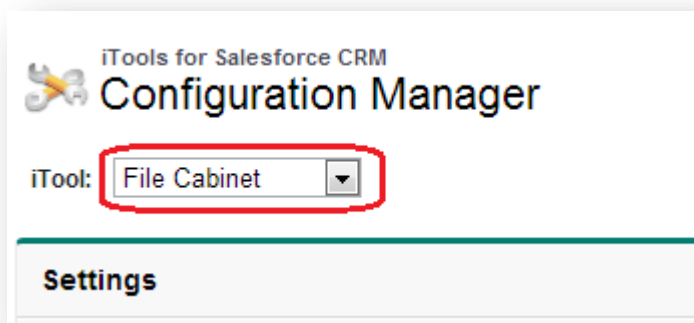 iTools for Salesforce CRM
Configuration Manager
iTool: File Cabinet
Settings